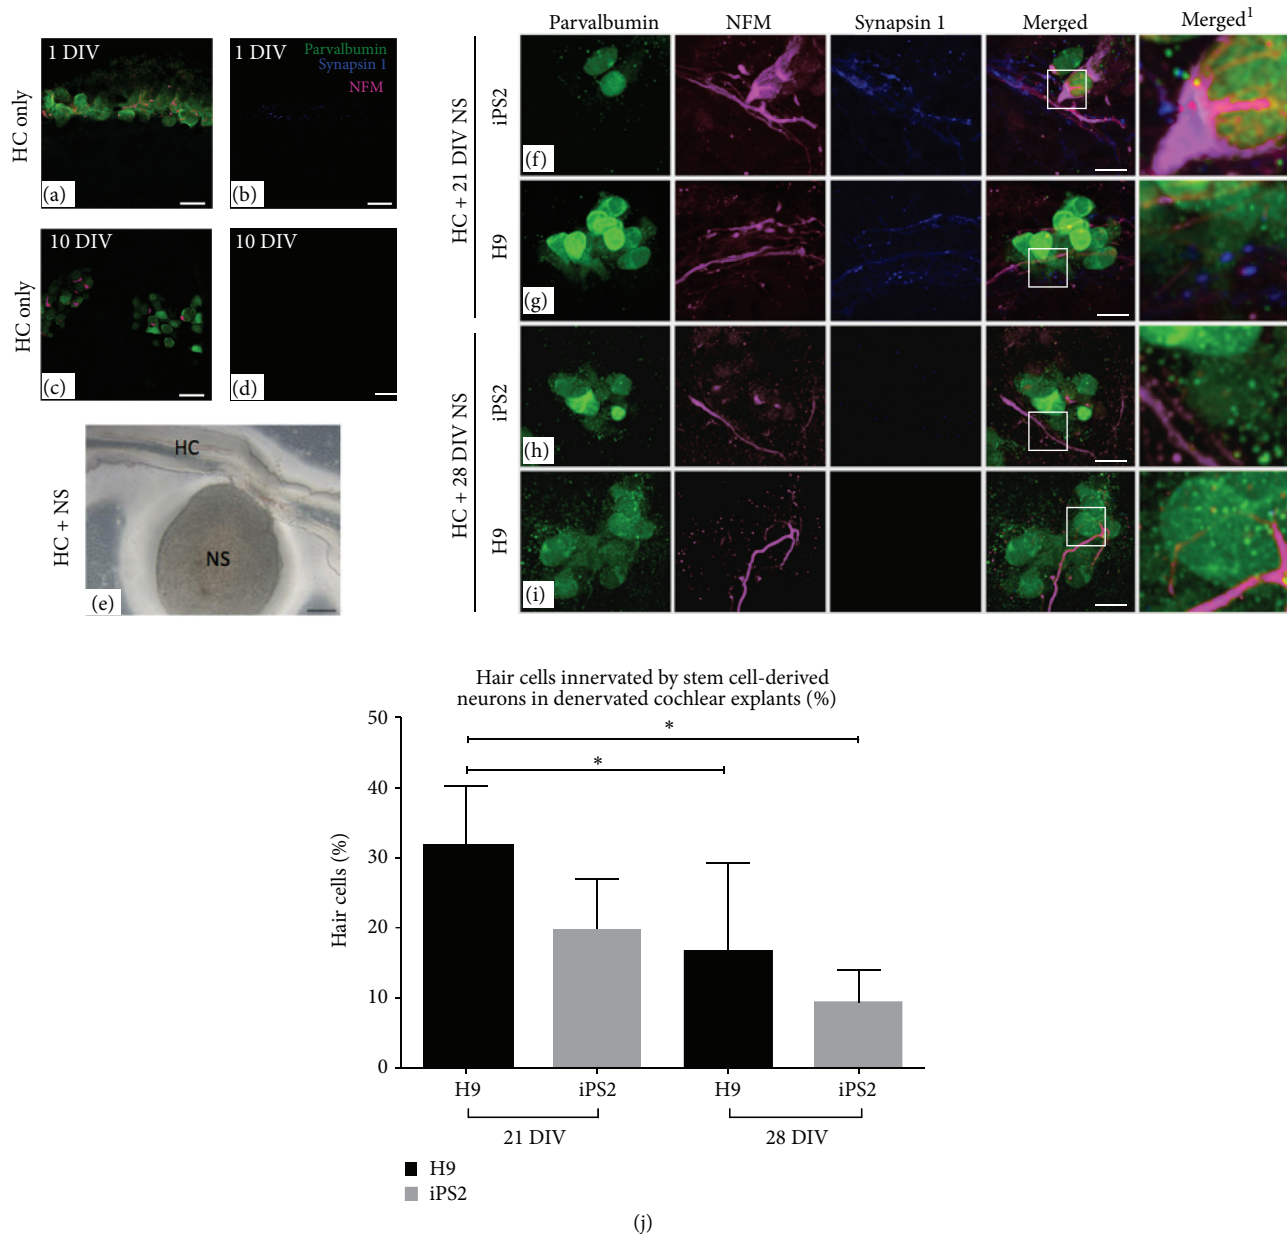 1 DIV
(a)
HC only
1 DIV
Parvalbumin
Synapsin 1
NFM
(b)
10 DIV
(c)
HC only
10 DIV
(d)
HC
NS
(e)
HC + NS
Parvalbumin NFM Synapsin 1 Merged Merged1
HC + 21 DIV NS
iPS2
(f)
H9
(g)
HC + 28 DIV NS
iPS2
(h)
H9
(i)
Hair cells innervated by stem cell-derived
neurons in denervated cochlear explants (%)
50
40
30
20
10
0
Hair cells (%)
*
*
H9 iPS2 H9 iPS2
21 DIV 28 DIV
H9
iPS2
(j)